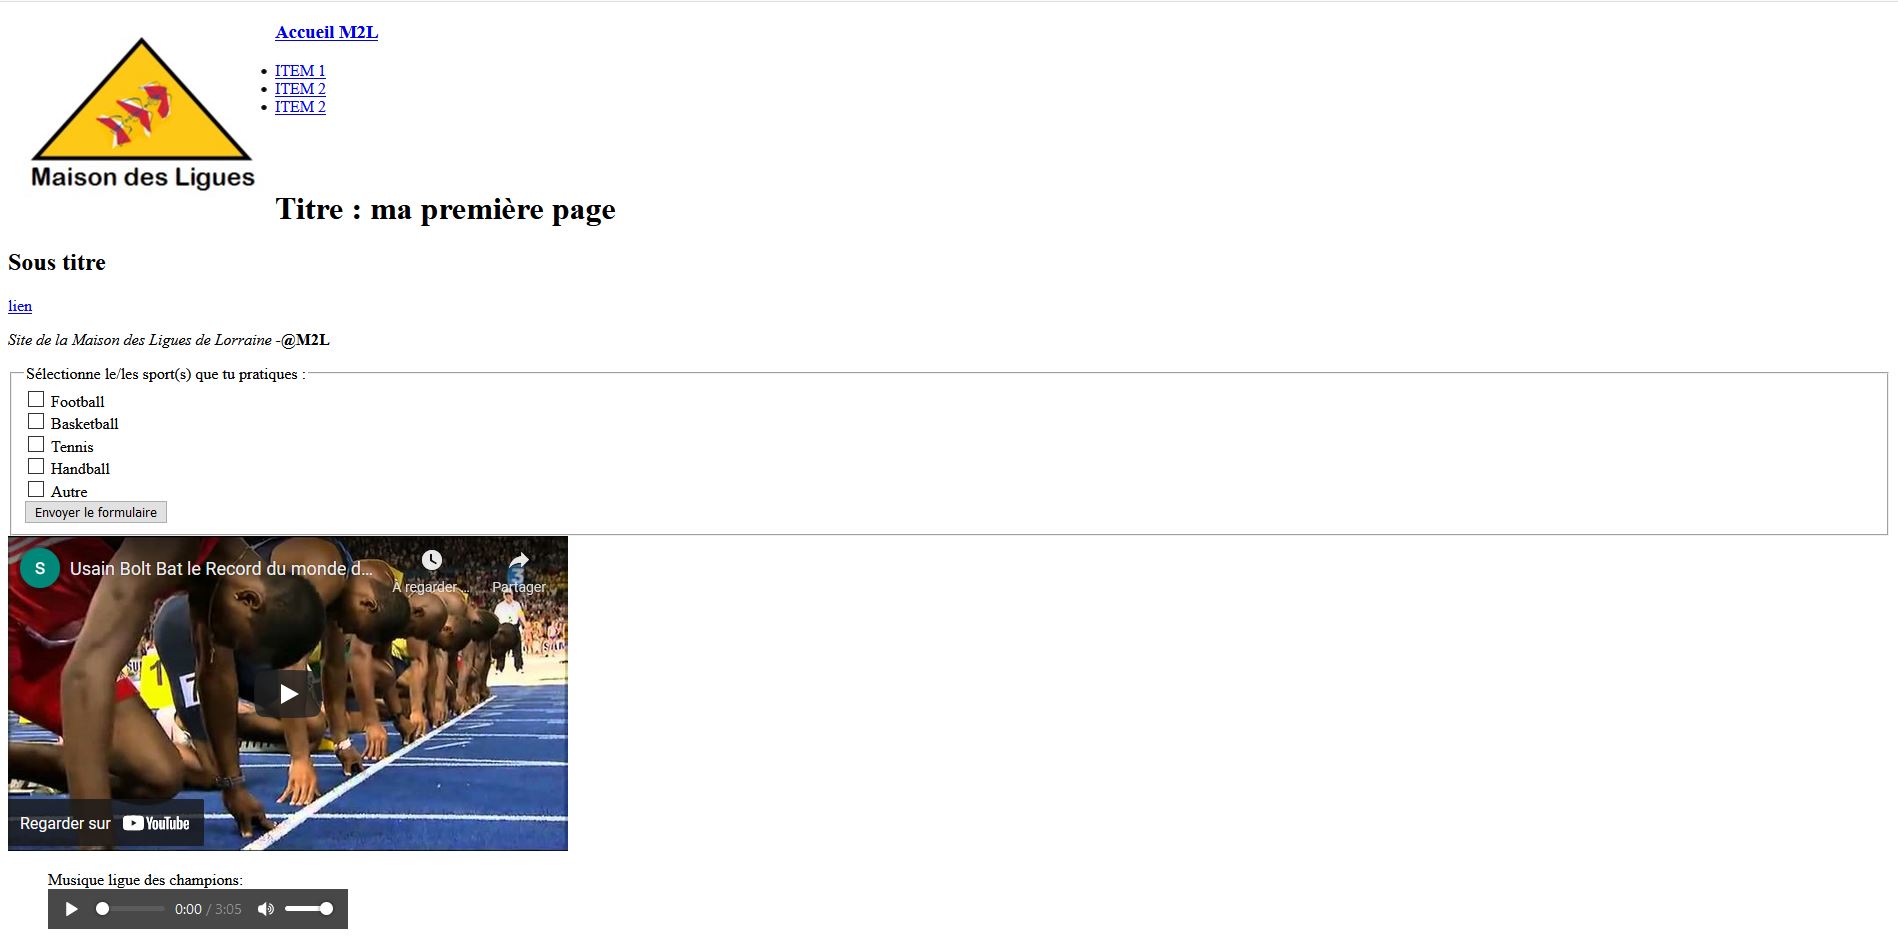 Accueil M2L
ITEM 1
ITEM 2
ITEM 2
Maison des Ligues
Titre : ma première page
Sous titre
lien
Site de la Maison des Ligues de Lorraine -@M2L
Sélectionne le/les sport(s) que tu pratiques :
Football
Basketball
Tennis
Handball
Autre
Envoyer le formulaire
S
Usain Bolt Bat le Record du monde d...
À regarder ...
Partager
3
1
7
Regarder sur YouTube
Musique ligue des champions:
0:00 / 3:05